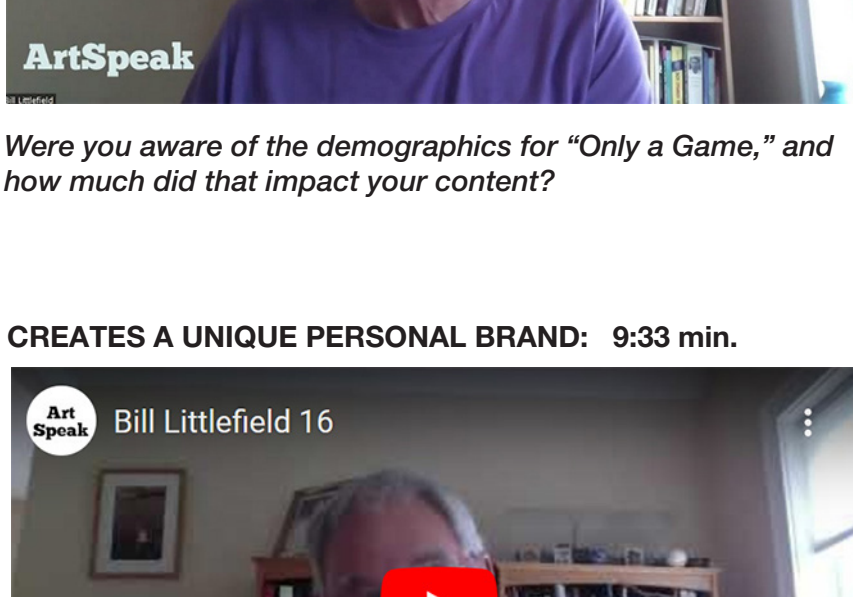 ArtSpeak
Bill Littlefield
Were you aware of the demographics for “Only a Game,” and
how much did that impact your content?
CREATES A UNIQUE PERSONAL BRAND: 9:33 min.
Art
Speak
Bill Littlefield 16